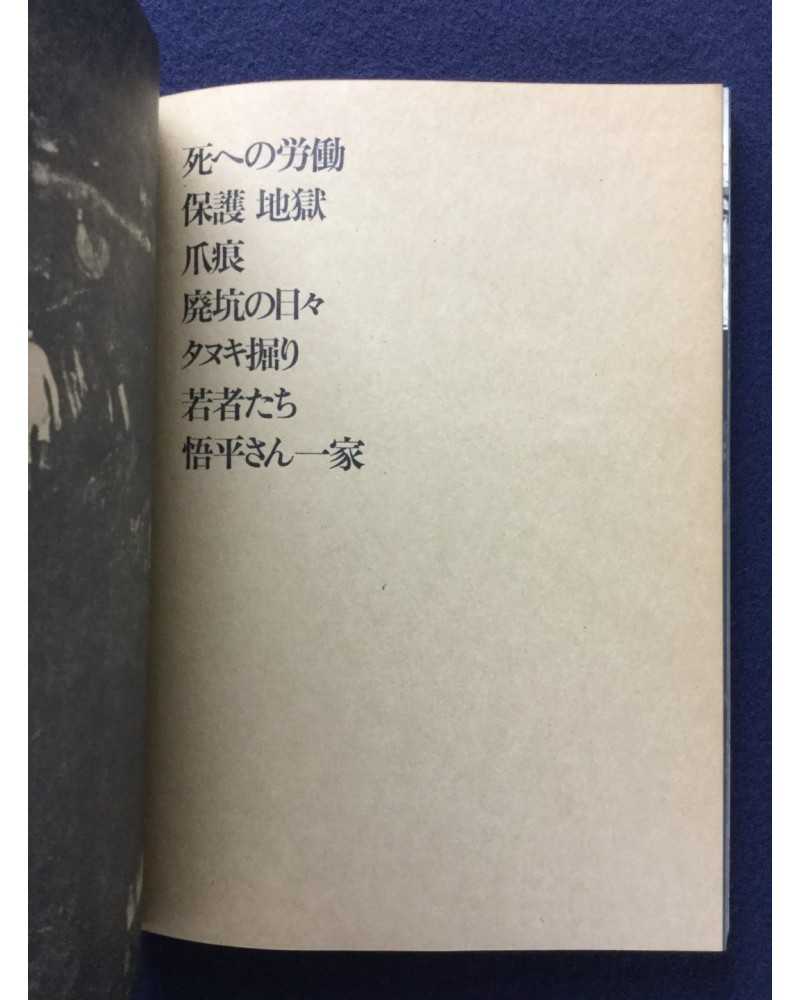 死への労働
保護 地獄
爪痕
廃坑の日々
タヌキ掘り
若者たち
悟平さん一家